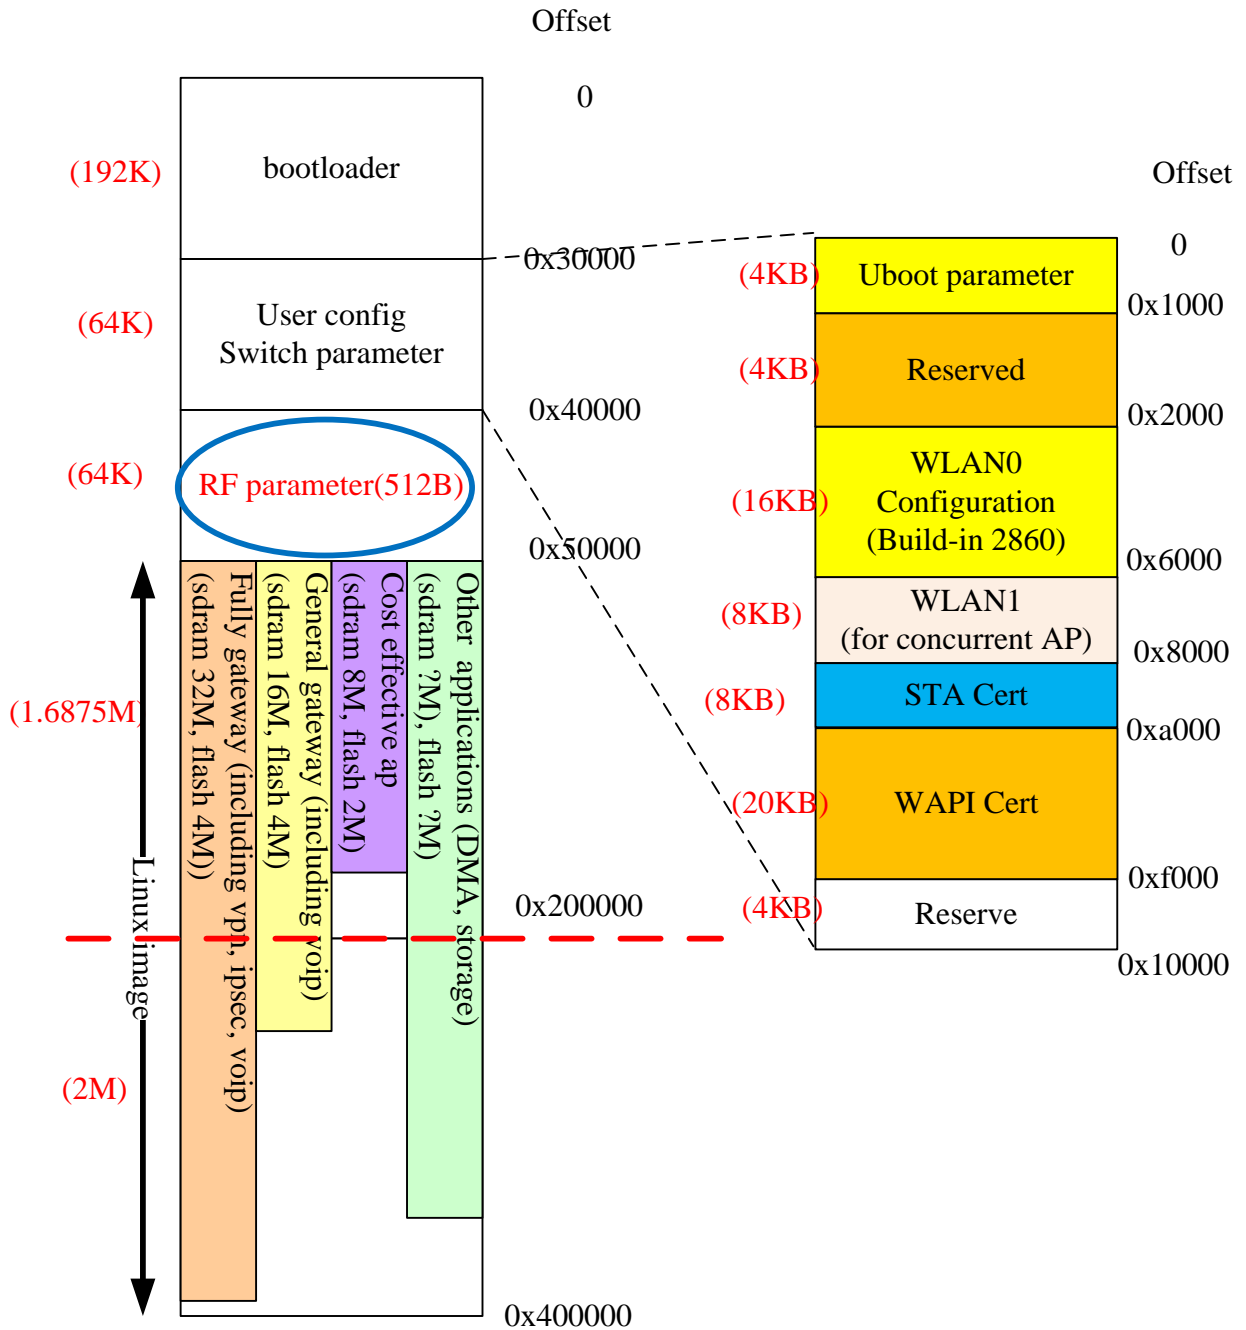 Offset
0
bootloader
(192K)
0x30000
User config
Switch parameter
(64K)
0x40000
RF parameter(512B)
(64K)
0x50000
Fully gateway (including vpn, ipsec, voip)
(sdram 32M, flash 4M))
General gateway (including voip)
(sdram 16M, flash 4M)
Cost effective ap
(sdram 8M, flash 2M)
Other applications (DMA, storage)
(sdram ?M), flash ?M)
(1.6875M)
Linux image
0x200000
(2M)
0x400000
Offset
0
Uboot parameter
(4KB)
0x1000
Reserved
(4KB)
0x2000
WLAN0
Configuration
(Build-in 2860)
(16KB)
0x6000
WLAN1
(for concurrent AP)
(8KB)
0x8000
STA Cert
(8KB)
0xa000
WAPI Cert
(20KB)
0xf000
Reserve
(4KB)
0x10000